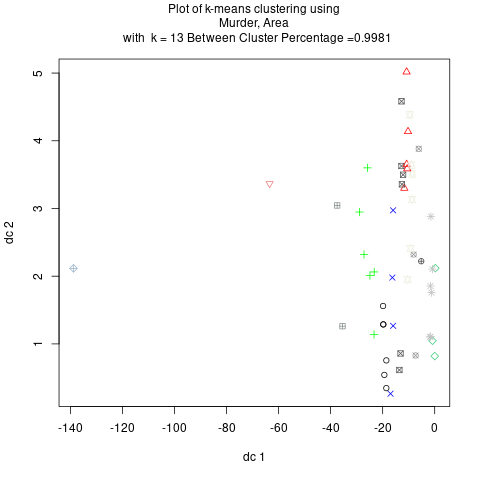 Plot of k-means clustering using
Murder, Area
with k = 13 Between Cluster Percentage =0.9981
5
4
3
2
1
dc 2
-140
-120
-100
-80
-60
-40
-20
0
dc 1